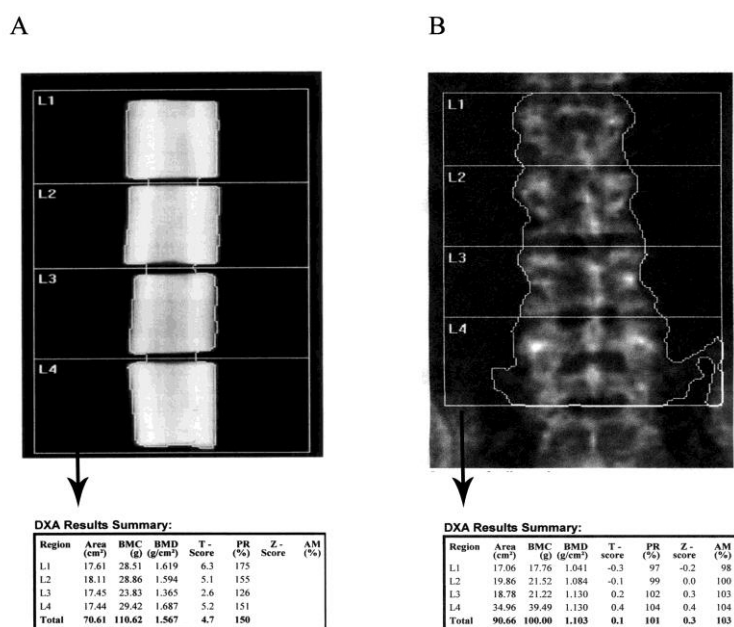 A
B
L1
L2
L3
L4
L1
L2
L3
L4
DXA Results Summary:
Region Area (cm²) BMC (g) BMD (g/cm²) T - Score PR (%) Z - Score AM (%)
L1 17.61 28.51 1.619 6.3 175
L2 18.11 28.86 1.594 5.1 155
L3 17.45 23.83 1.365 2.6 126
L4 17.44 29.42 1.687 5.2 151
Total 70.61 110.62 1.567 4.7 150
DXA Results Summary:
Region Area (cm²) BMC (g) BMD (g/cm²) T - score PR (%) Z - score AM (%)
L1 17.06 17.76 1.041 -0.3 97 -0.2 98
L2 19.86 21.52 1.084 -0.1 99 0.0 100
L3 18.78 21.22 1.130 0.2 102 0.3 103
L4 34.96 39.49 1.130 0.4 104 0.4 104
Total 90.66 100.00 1.103 0.1 101 0.3 103